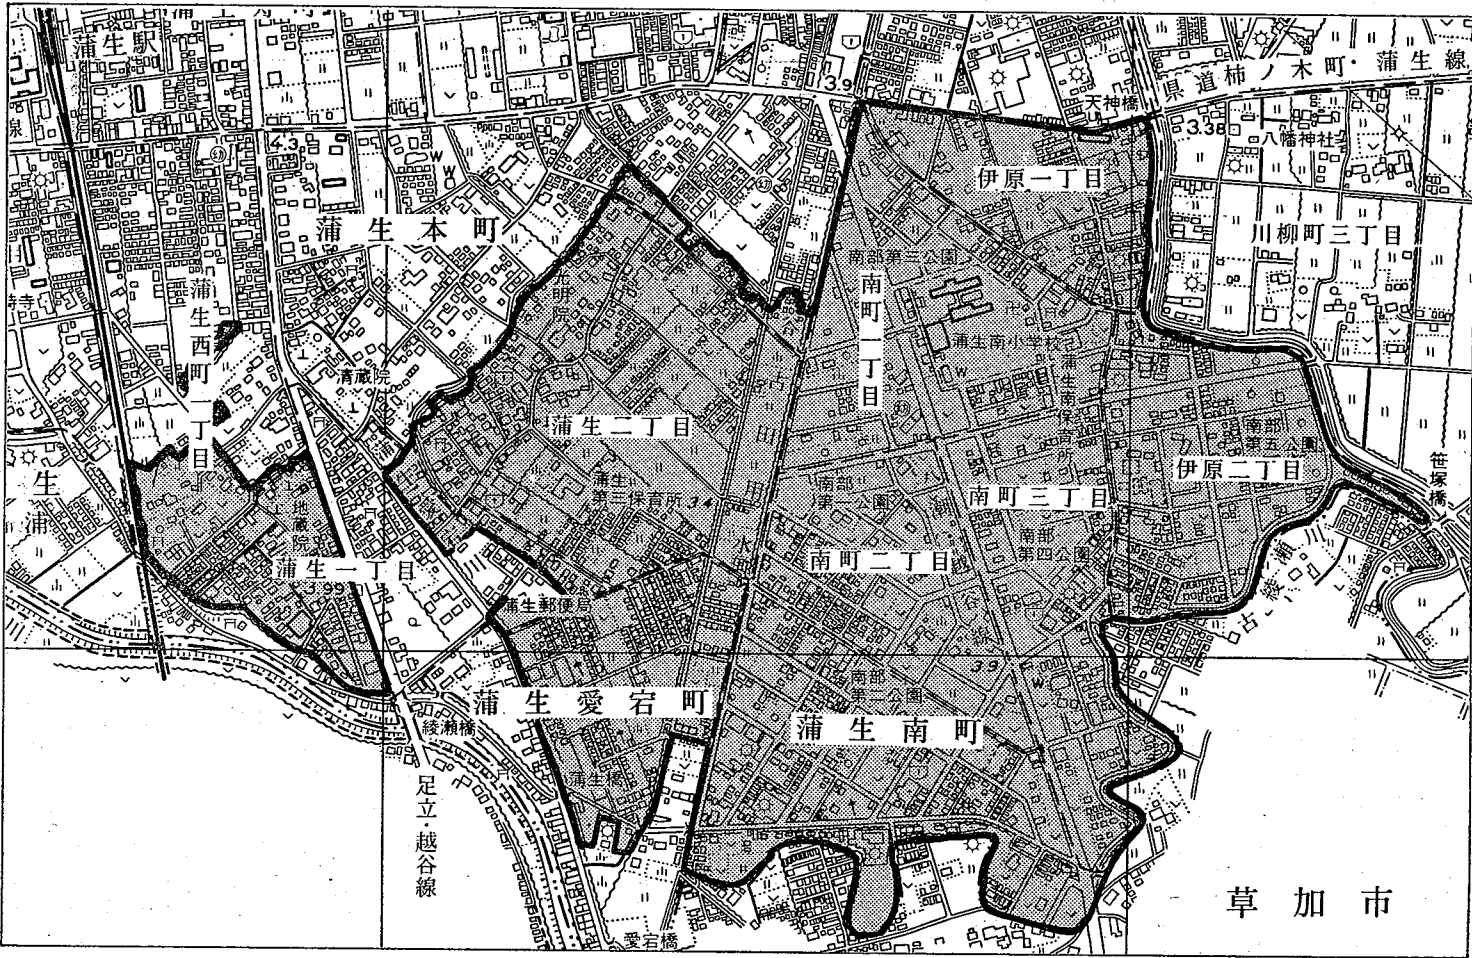 蒲生駅
3.9
県道柿ノ木町・蒲生線
天神橋
3.38
八幡神社
4.3
伊原一丁目
蒲生本町
川柳町三丁目
南部第三公園
南町一丁目
蒲生西町一丁目
光明院
蒲生南小学校
清蔵院
谷古田用水
蒲生南保育所
蒲生二丁目
南部
第五公園
伊原二丁目
笹塚橋
蒲生
第三保育所
3.4
南部
第一公園
南町三丁目
地蔵院
南町二丁目
南部
第四公園
古綾瀬川
蒲生一丁目
3.99
蒲生郵便局
3.9
南部
第二公園
蒲生愛宕町
蒲生南町
綾瀬橋
蒲生橋
足立・越谷線
草加市
愛宕橋